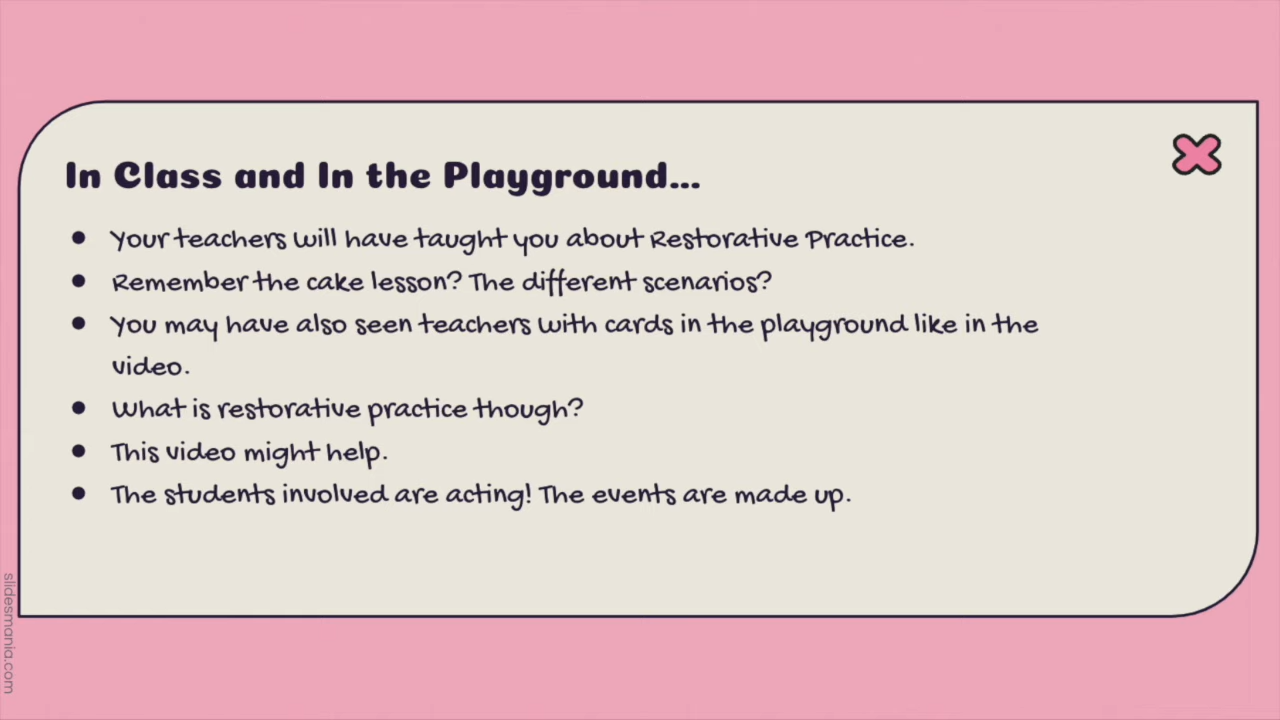 In Class and In the Playground...
● Your teachers will have taught you about Restorative Practice.
● Remember the cake lesson? The different scenarios?
● You may have also seen teachers with cards in the playground like in the
video.
● What is restorative practice though?
● This video might help.
● The students involved are acting! The events are made up.
slidesmania.com